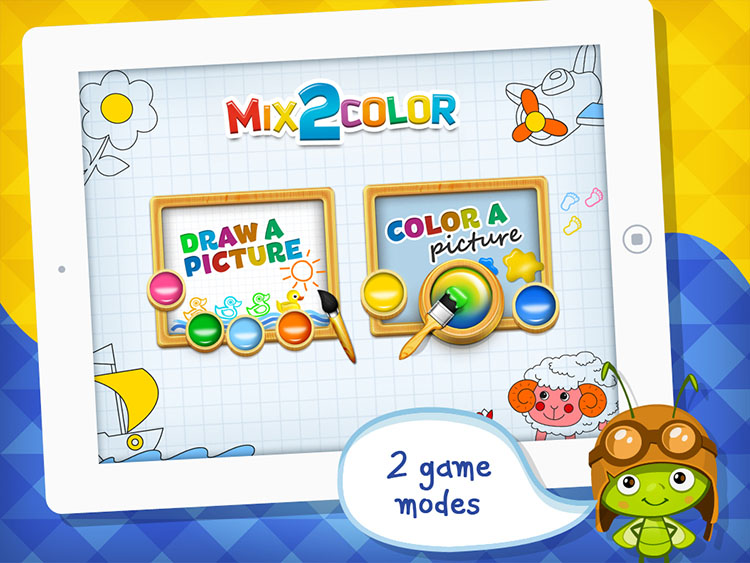 MIX2COLOR
DRAW A
PICTURE
COLOR A
picture
2 game
modes